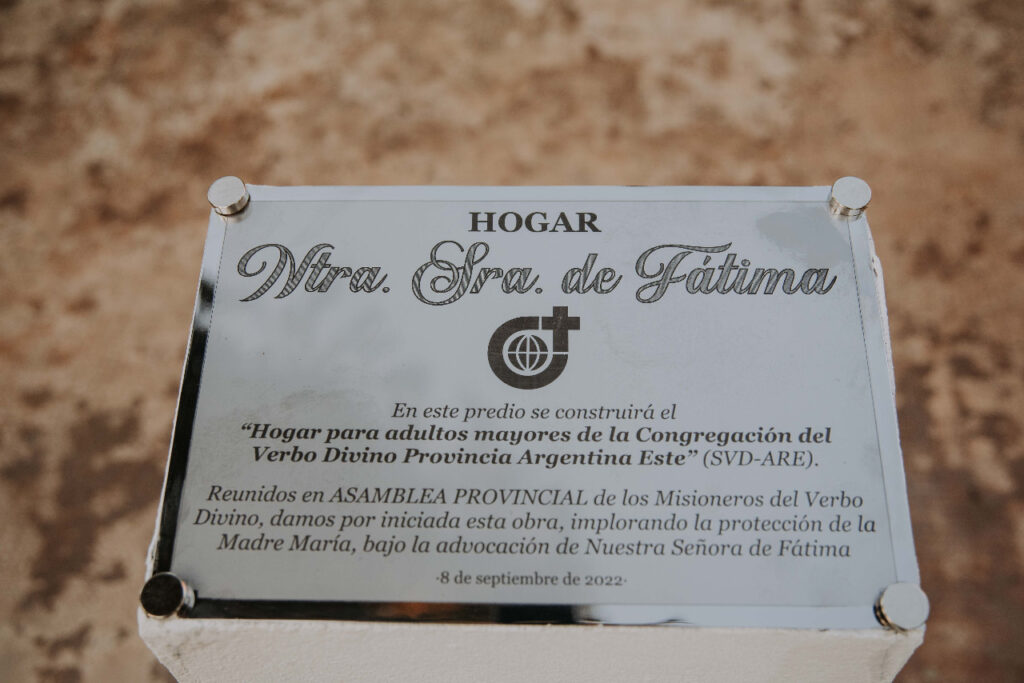 HOGAR
Ntra. Sra. de Fátima
En este predio se construirá el
“Hogar para adultos mayores de la Congregación del
Verbo Divino Provincia Argentina Este” (SVD-ARE).
Reunidos en ASAMBLEA PROVINCIAL de los Misioneros del Verbo
Divino, damos por iniciada esta obra, implorando la protección de la
Madre María, bajo la advocación de Nuestra Señora de Fátima
·8 de septiembre de 2022·